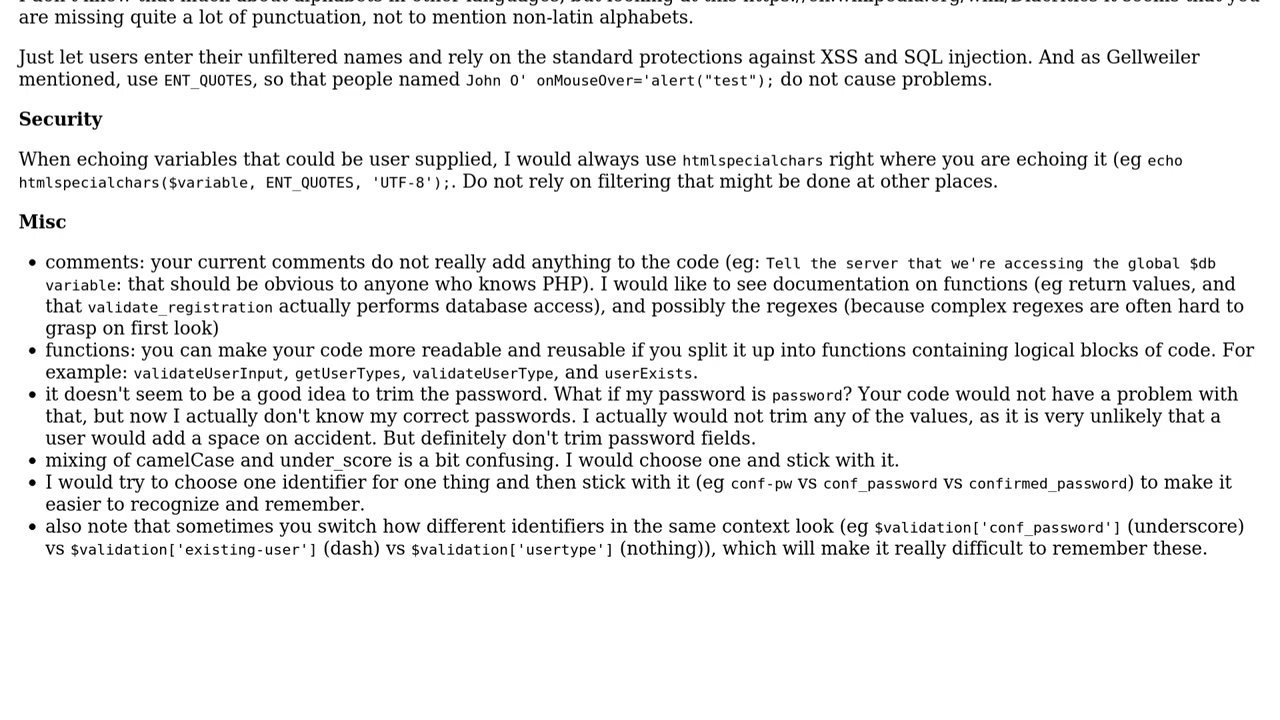 are missing quite a lot of punctuation, not to mention non-latin alphabets.
Just let users enter their unfiltered names and rely on the standard protections against XSS and SQL injection. And as Gellweiler
mentioned, use ENT_QUOTES, so that people named John O' onMouseOver='alert("test"); do not cause problems.
Security
When echoing variables that could be user supplied, I would always use htmlspecialchars right where you are echoing it (eg echo
htmlspecialchars($variable, ENT_QUOTES, 'UTF-8');. Do not rely on filtering that might be done at other places.
Misc
• comments: your current comments do not really add anything to the code (eg: Tell the server that we're accessing the global $db
variable: that should be obvious to anyone who knows PHP). I would like to see documentation on functions (eg return values, and
that validate_registration actually performs database access), and possibly the regexes (because complex regexes are often hard to
grasp on first look)
• functions: you can make your code more readable and reusable if you split it up into functions containing logical blocks of code. For
example: validateUserInput, getUserTypes, validateUserType, and userExists.
• it doesn't seem to be a good idea to trim the password. What if my password is password? Your code would not have a problem with
that, but now I actually don't know my correct passwords. I actually would not trim any of the values, as it is very unlikely that a
user would add a space on accident. But definitely don't trim password fields.
• mixing of camelCase and under_score is a bit confusing. I would choose one and stick with it.
• I would try to choose one identifier for one thing and then stick with it (eg conf-pw vs conf_password vs confirmed_password) to make it
easier to recognize and remember.
• also note that sometimes you switch how different identifiers in the same context look (eg $validation['conf_password'] (underscore)
vs $validation['existing-user'] (dash) vs $validation['usertype'] (nothing)), which will make it really difficult to remember these.